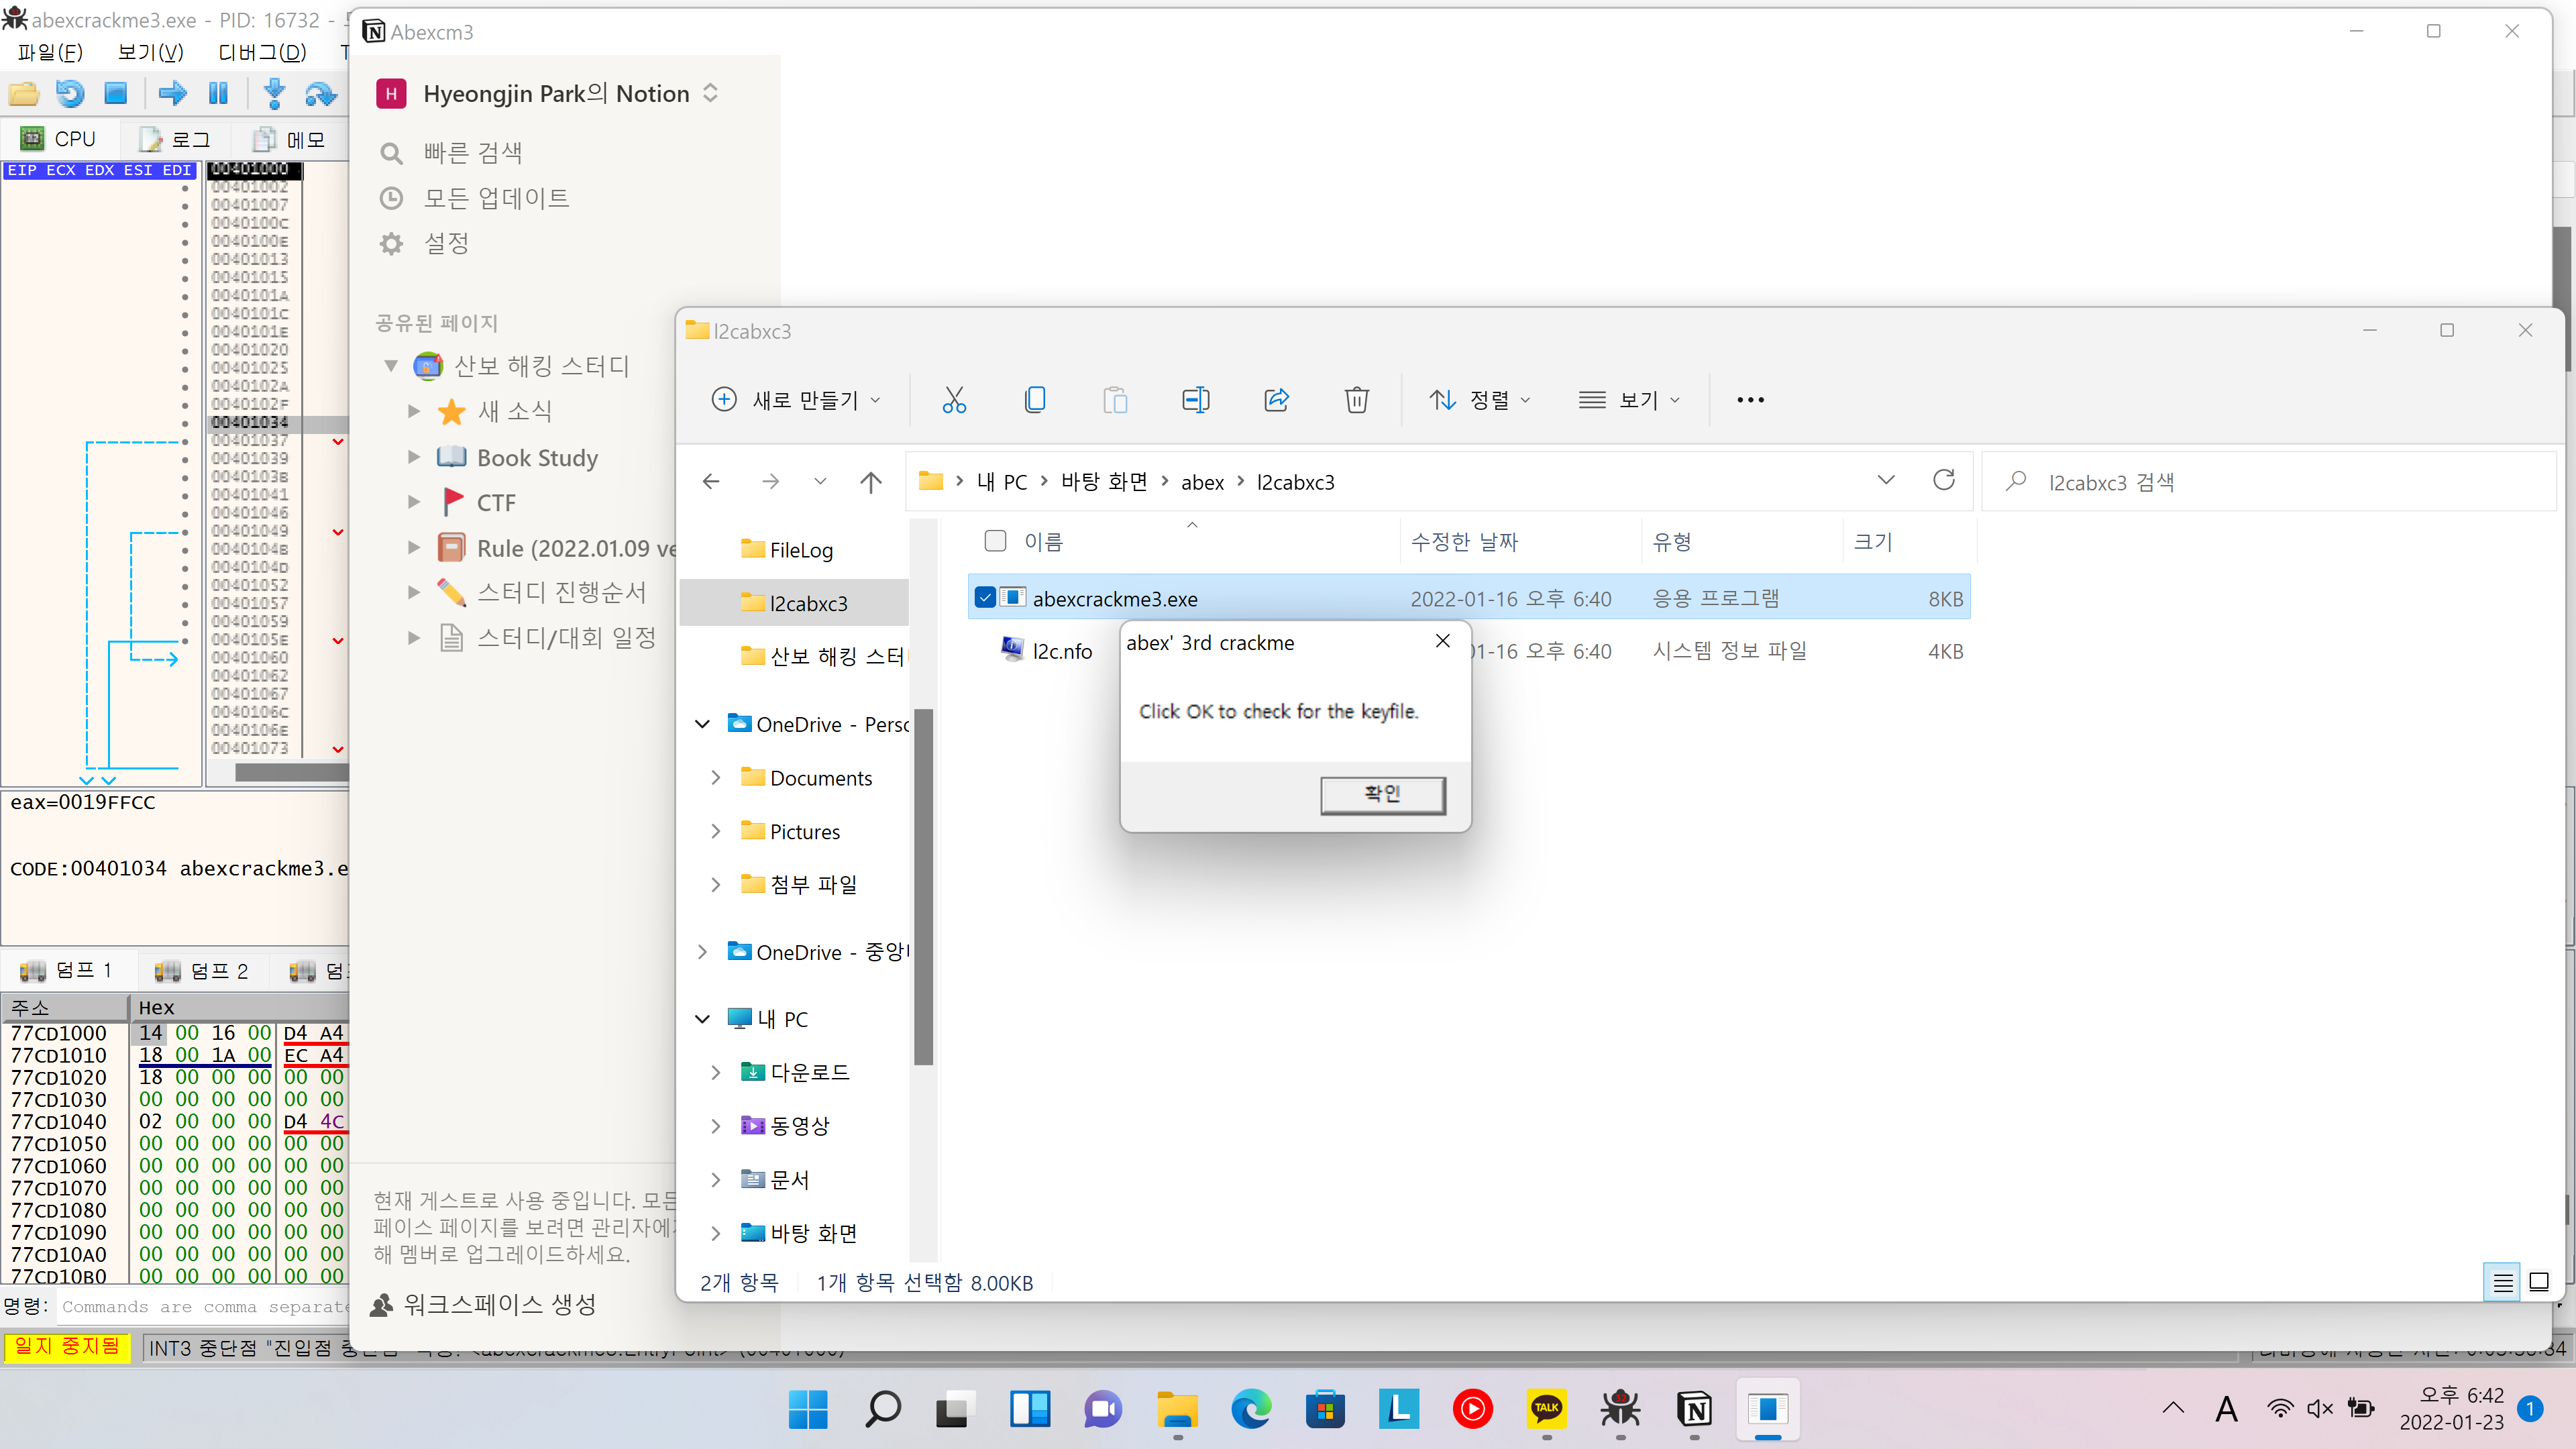 abexcrackme3.exe - PID: 16732 -
파일(F) 보기(V) 디버그(D)
CPU 로그 메모
EIP ECX EDX ESI EDI
00401000
00401002
00401007
0040100C
0040100E
00401013
00401015
0040101A
0040101C
0040101E
00401020
00401025
0040102A
0040102F
00401034
00401037
00401039
0040103B
00401041
00401046
00401049
0040104B
0040104D
00401052
00401057
00401059
0040105E
00401060
00401062
00401067
0040106C
0040106E
00401073
eax=0019FFCC
CODE:00401034 abexcrackme3.e
덤프 1 덤프 2
주소 Hex
77CD1000 14 00 16 00 D4 A4
77CD1010 18 00 1A 00 EC A4
77CD1020 18 00 00 00 00 00
77CD1030 00 00 00 00 00 00
77CD1040 02 00 00 00 D4 4C
77CD1050 00 00 00 00 00 00
77CD1060 00 00 00 00 00 00
77CD1070 00 00 00 00 00 00
77CD1080 00 00 00 00 00 00
77CD1090 00 00 00 00 00 00
77CD10A0 00 00 00 00 00 00
77CD10B0 00 00 00 00 00 00
명령: Commands are comma separate
일지 중지됨 INT3 중단점 "진입점
Abexcm3
H Hyeongjin Park의 Notion
빠른 검색
모든 업데이트
설정
공유된 페이지
산보 해킹 스터디
새 소식
Book Study
CTF
Rule (2022.01.09 ve
스터디 진행순서
스터디/대회 일정
현재 게스트로 사용 중입니다. 모든
페이스 페이지를 보려면 관리자에게
해 멤버로 업그레이드하세요.
워크스페이스 생성
l2cabxc3
새로 만들기 정렬 보기
내 PC 바탕 화면 abex l2cabxc3
l2cabxc3 검색
FileLog
l2cabxc3
산보 해킹 스터
OneDrive - Perso
Documents
Pictures
첨부 파일
OneDrive - 중앙
내 PC
다운로드
동영상
문서
바탕 화면
이름 수정한 날짜 유형 크기
abexcrackme3.exe 2022-01-16 오후 6:40 응용 프로그램 8KB
l2c.nfo 01-16 오후 6:40 시스템 정보 파일 4KB
abex' 3rd crackme
Click OK to check for the keyfile.
확인
2개 항목 1개 항목 선택함 8.00KB
L
TALK
N
A
오후 6:42
2022-01-23
1